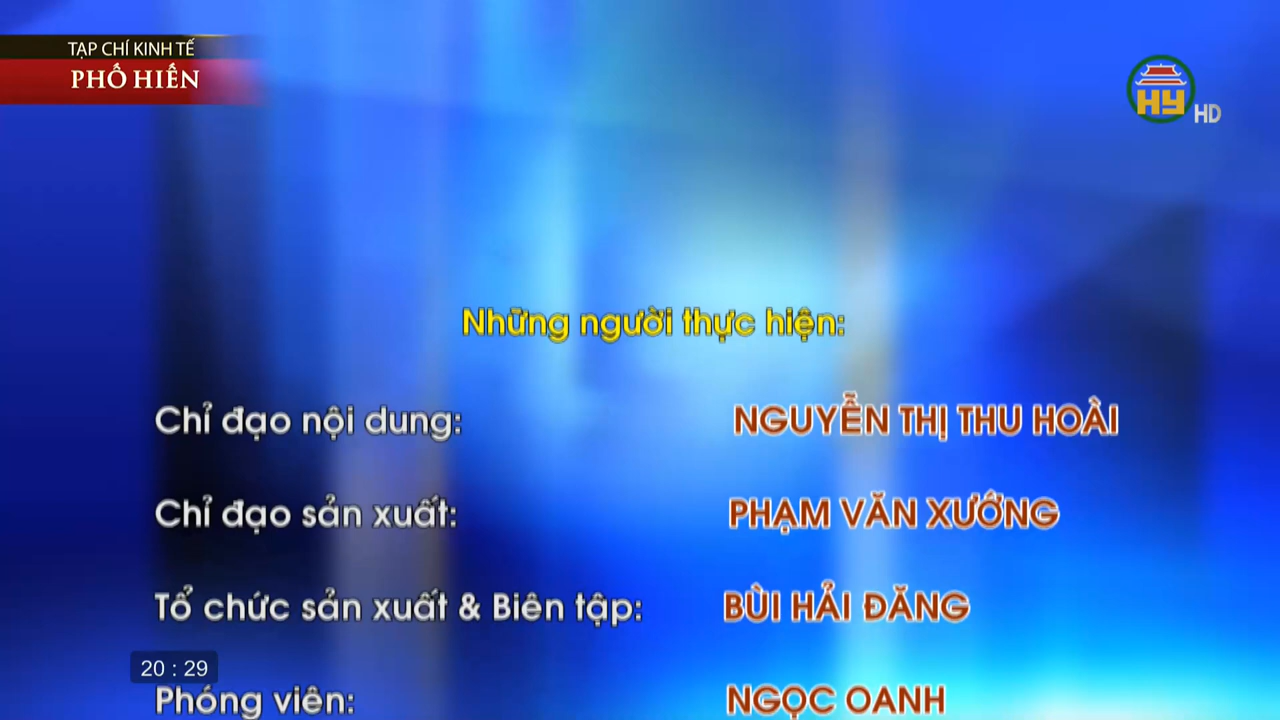 TẠP CHÍ KINH TẾ
PHỐ HIẾN
HY HD
Những người thực hiện:
Chỉ đạo nội dung: NGUYỄN THỊ THU HOÀI
Chỉ đạo sản xuất: PHẠM VĂN XƯỚNG
Tổ chức sản xuất & Biên tập: BÙI HẢI ĐĂNG
20 : 29
Phóng viên: NGỌC OANH